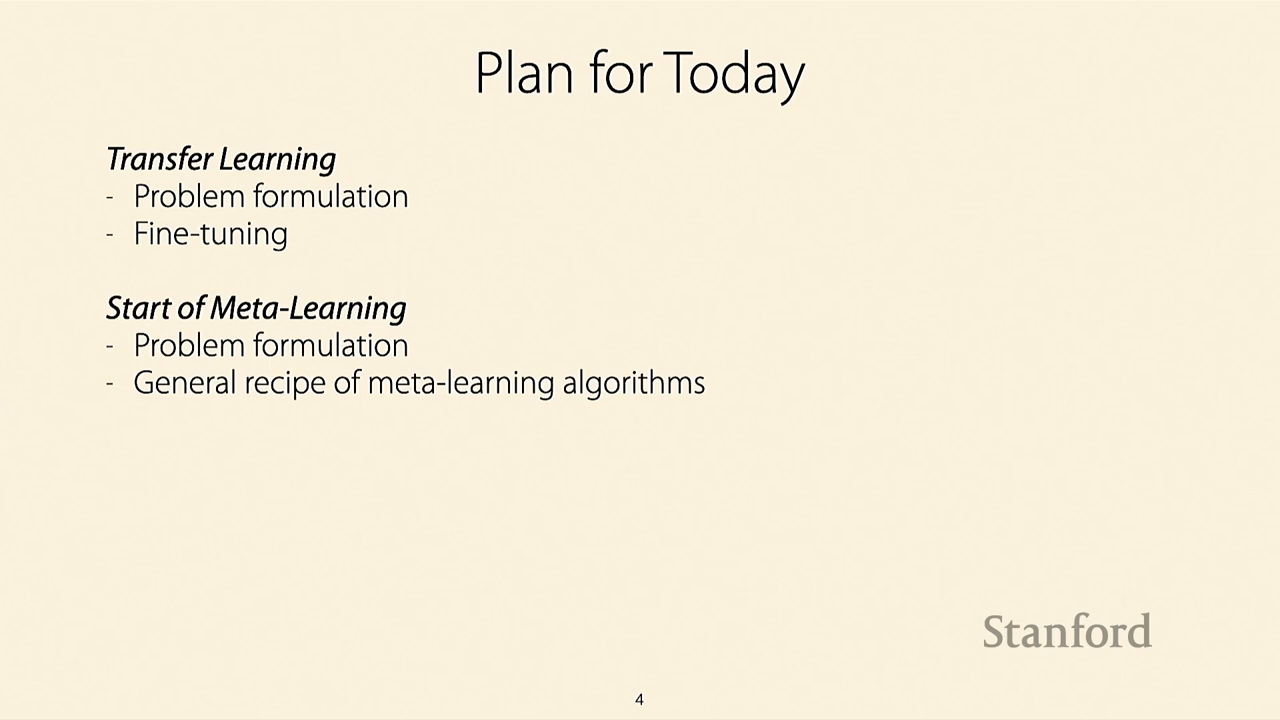 Plan for Today
Transfer Learning
- Problem formulation
- Fine-tuning
Start of Meta-Learning
- Problem formulation
- General recipe of meta-learning algorithms
Stanford
4